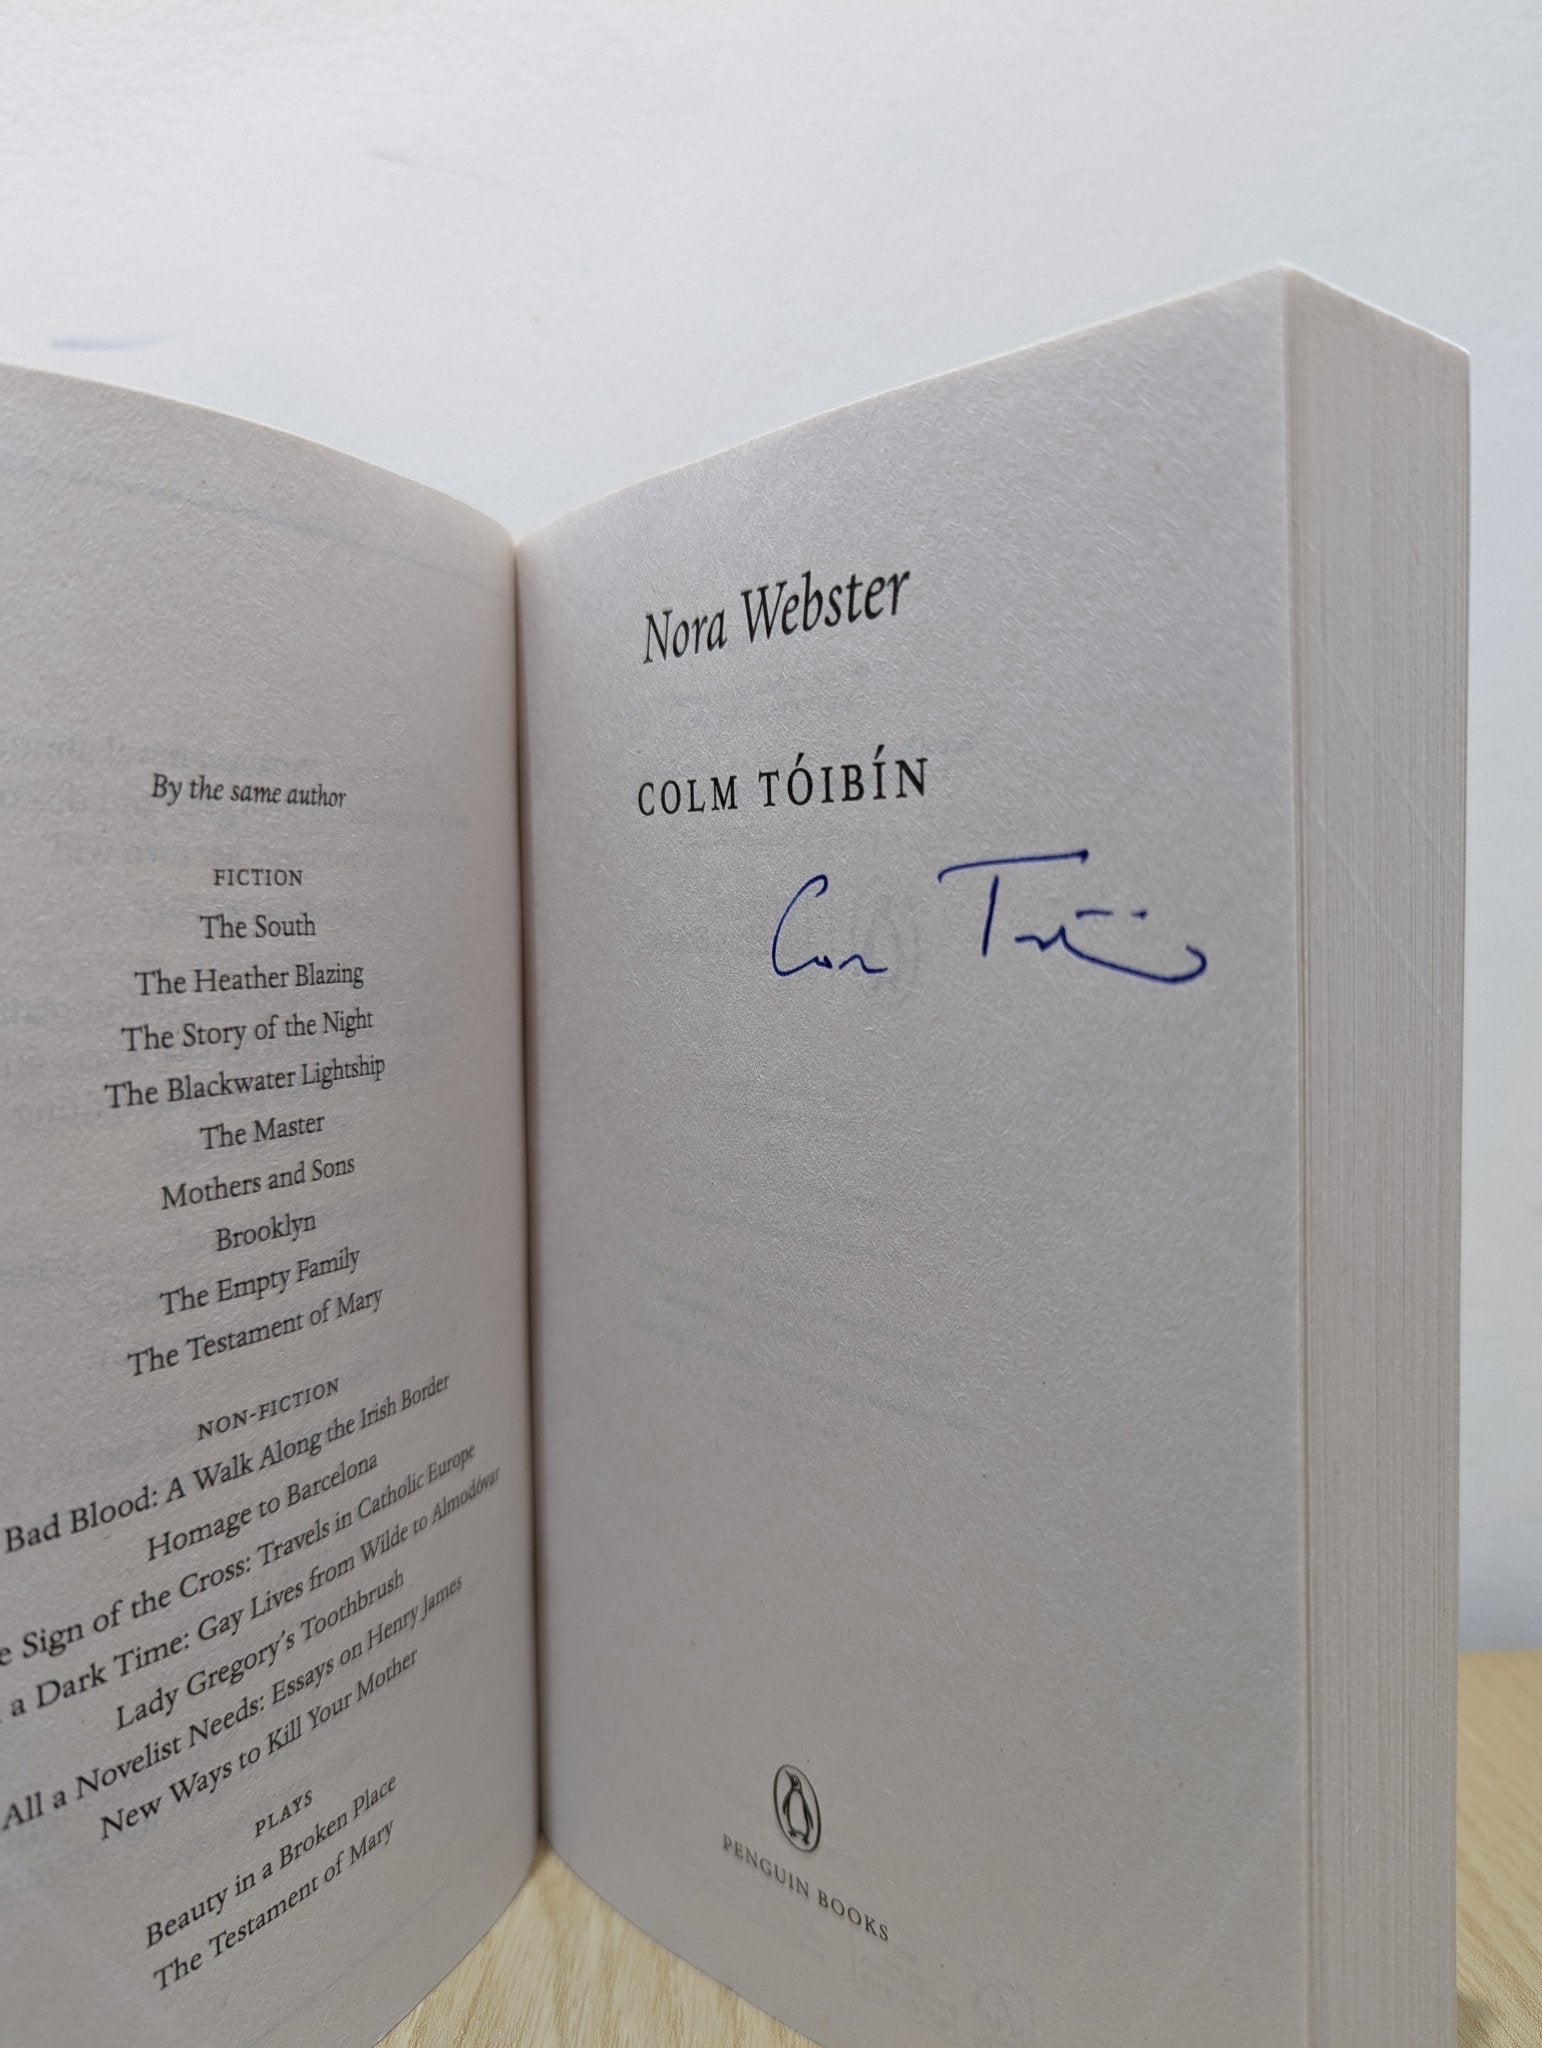 By the same author
FICTION
The South
The Heather Blazing
The Story of the Night
The Blackwater Lightship
The Master
Mothers and Sons
Brooklyn
The Empty Family
The Testament of Mary
NON-FICTION
Bad Blood: A Walk Along the Irish Border
Homage to Barcelona
Sign of the Cross: Travels in Catholic Europe
a Dark Time: Gay Lives from Wilde to Almodóvar
Lady Gregory's Toothbrush
All a Novelist Needs: Essays on Henry James
New Ways to Kill Your Mother
PLAYS
Beauty in a Broken Place
The Testament of Mary
Nora Webster
COLM TÓIBÍN
PENGUIN BOOKS